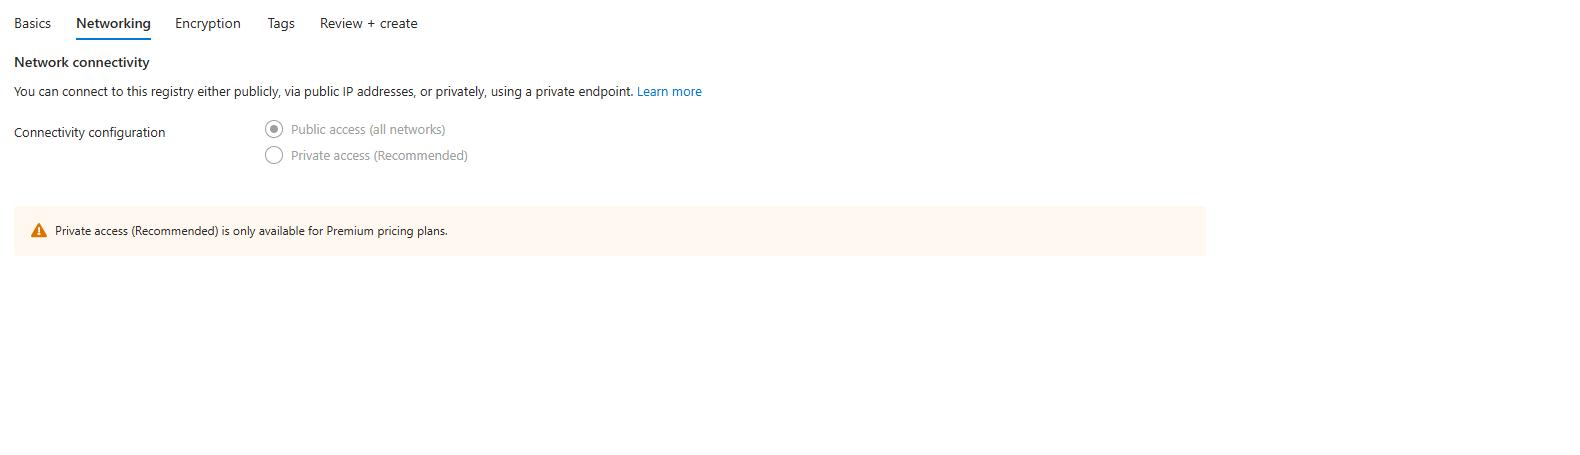 Basics Networking Encryption Tags Review + create
Network connectivity
You can connect to this registry either publicly, via public IP addresses, or privately, using a private endpoint. Learn more
Connectivity configuration
Public access (all networks)
Private access (Recommended)
Private access (Recommended) is only available for Premium pricing plans.